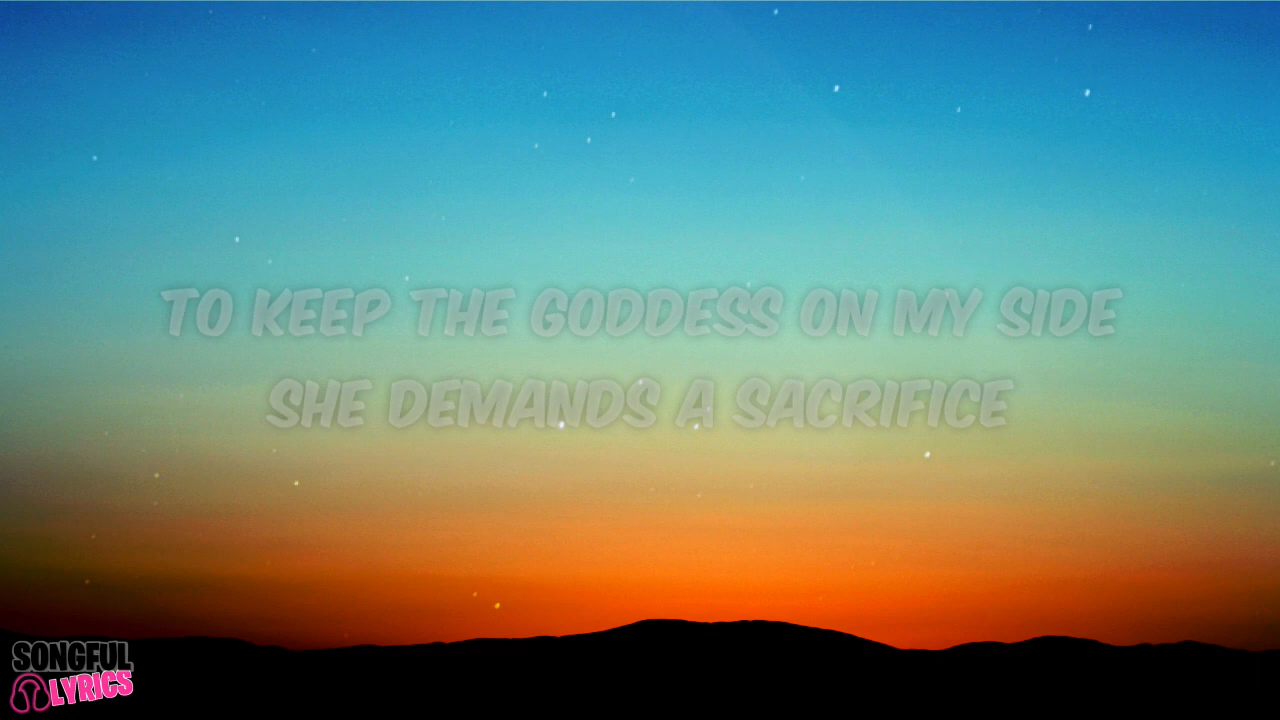 TO KEEP THE GODDESS ON MY SIDE
SHE DEMANDS A SACRIFICE
SONGFUL
LYRICS